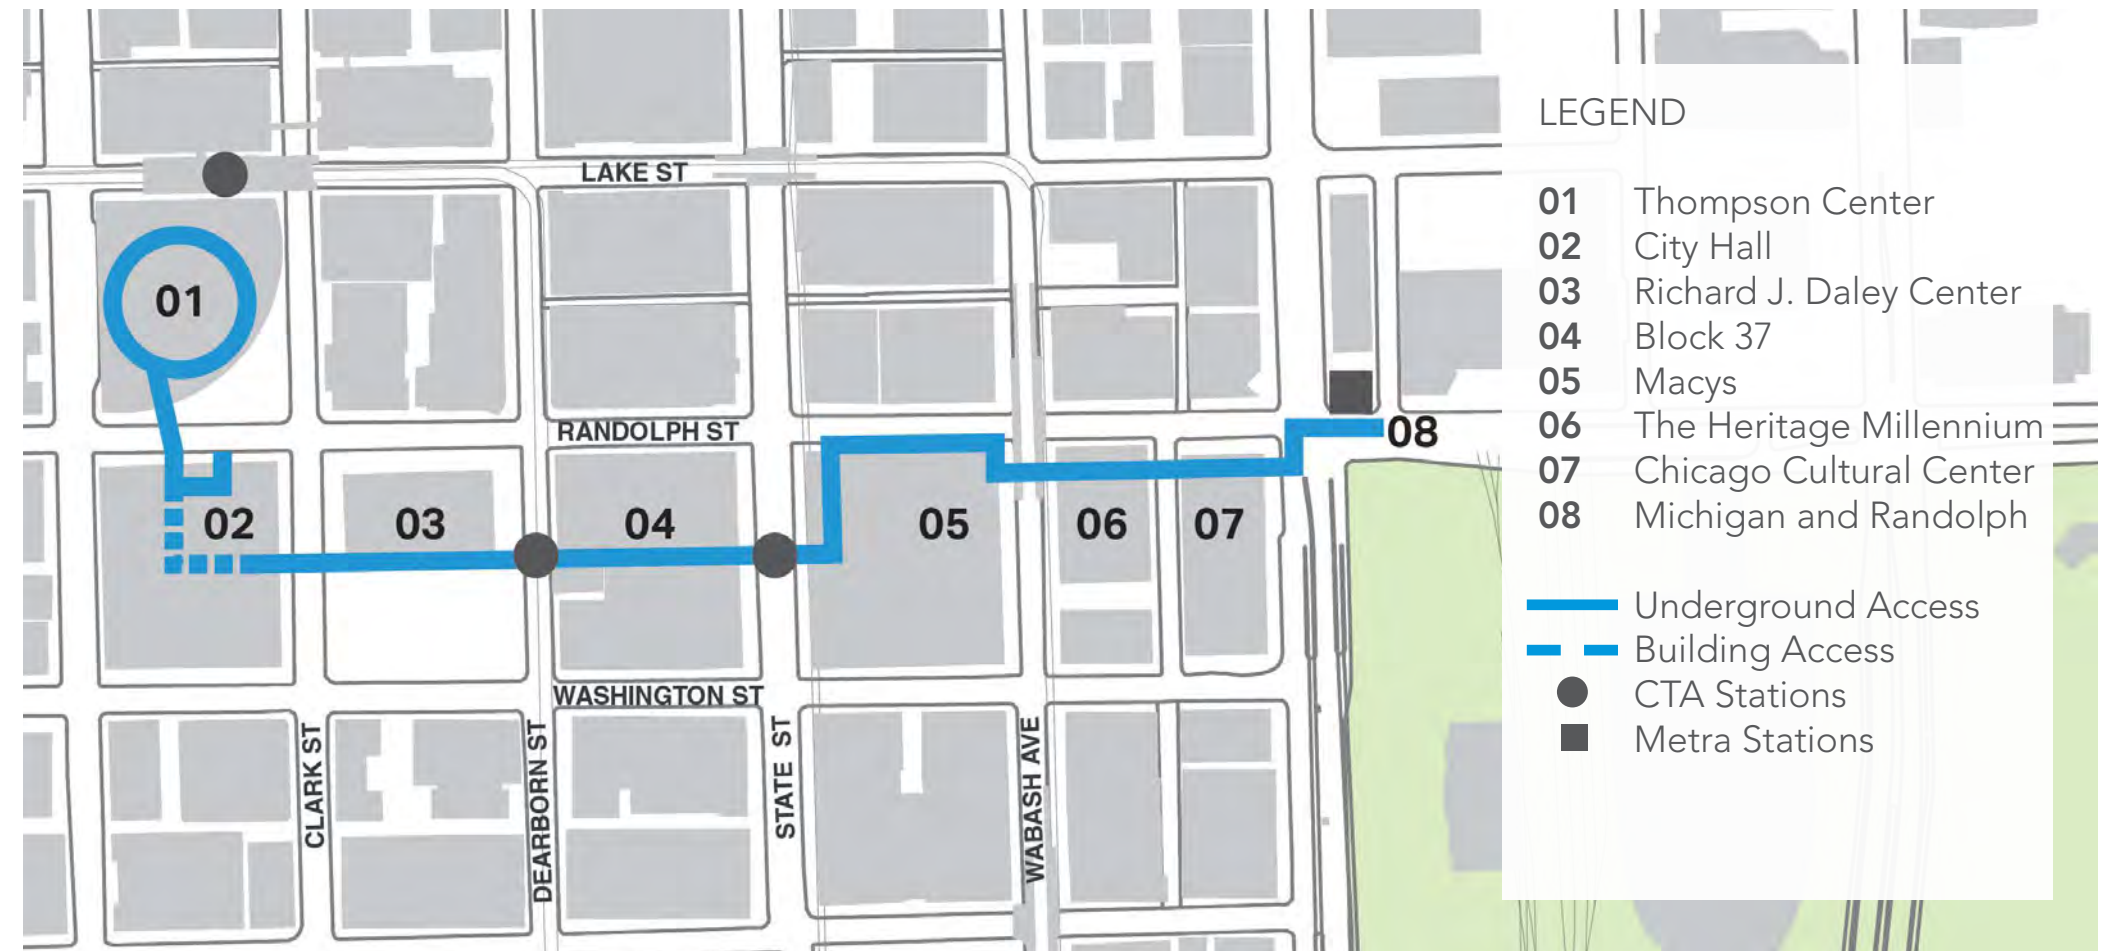 LAKE ST
RANDOLPH ST
WASHINGTON ST
CLARK ST
DEARBORN ST
STATE ST
WABASH AVE
01
02
03
04
05
06
07
08
LEGEND
01 Thompson Center
02 City Hall
03 Richard J. Daley Center
04 Block 37
05 Macys
06 The Heritage Millennium
07 Chicago Cultural Center
08 Michigan and Randolph
Underground Access
Building Access
CTA Stations
Metra Stations